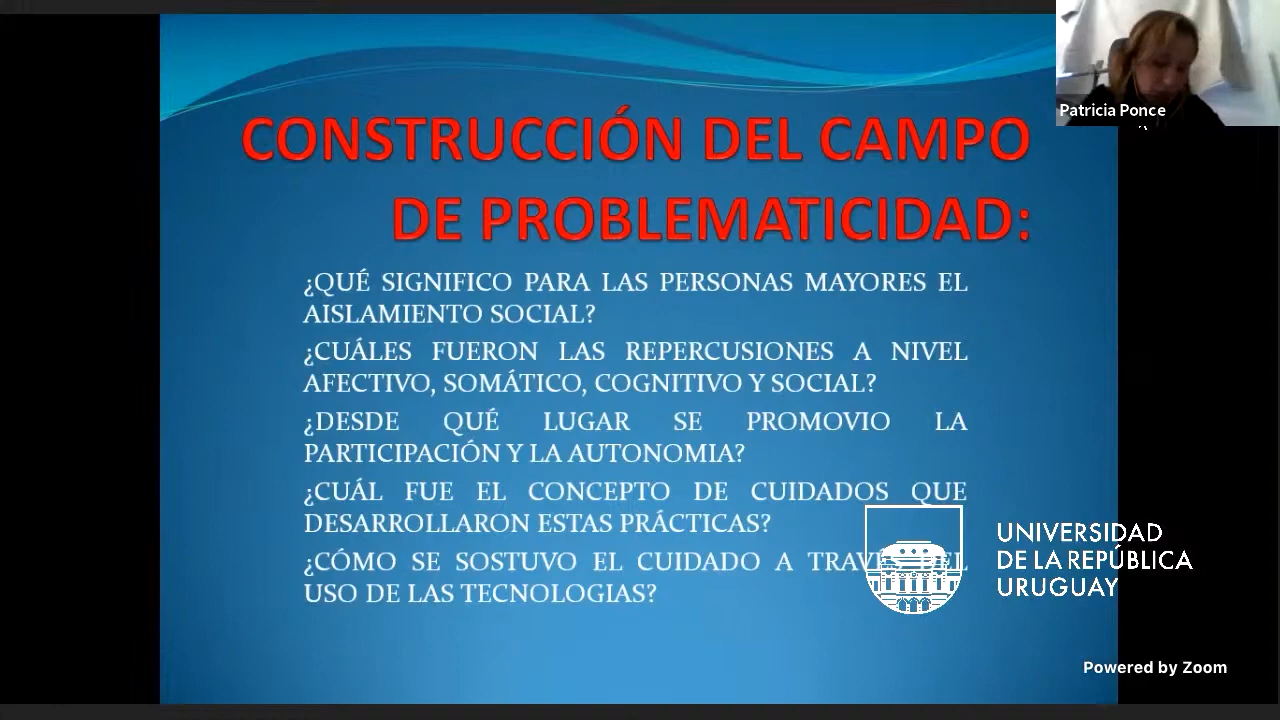 Patricia Ponce
CONSTRUCCIÓN DEL CAMPO
DE PROBLEMATICIDAD:
¿QUÉ SIGNIFICO PARA LAS PERSONAS MAYORES EL
AISLAMIENTO SOCIAL?
¿CUÁLES FUERON LAS REPERCUSIONES A NIVEL
AFECTIVO, SOMÁTICO, COGNITIVO Y SOCIAL?
¿DESDE QUÉ LUGAR SE PROMOVIO LA
PARTICIPACIÓN Y LA AUTONOMIA?
¿CUÁL FUE EL CONCEPTO DE CUIDADOS QUE
DESARROLLARON ESTAS PRÁCTICAS?
¿CÓMO SE SOSTUVO EL CUIDADO A TRAVÉS DEL
USO DE LAS TECNOLOGIAS?
UNIVERSIDAD
DE LA REPÚBLICA
URUGUAY
Powered by Zoom